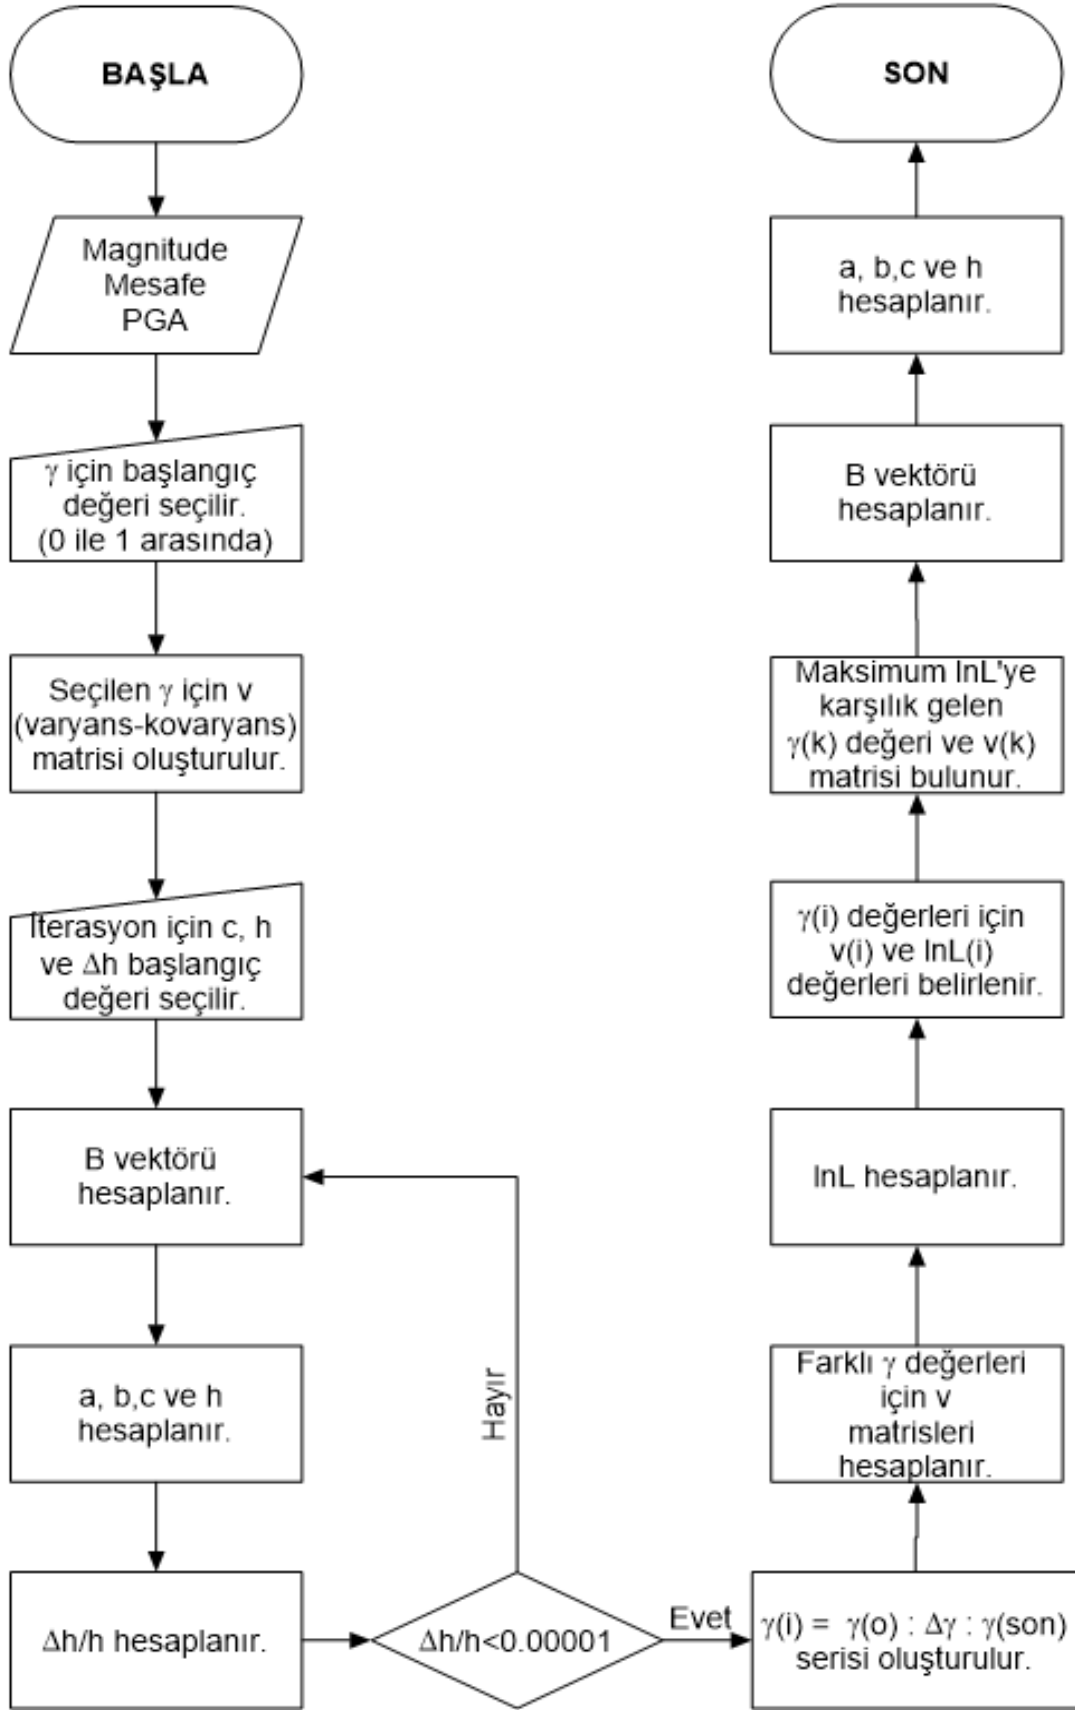 BAŞLA
Magnitude
Mesafe
PGA
γ için başlangıç
değeri seçilir.
(0 ile 1 arasında)
Seçilen γ için v
(varyans-kovaryans)
matrisi oluşturulur.
İterasyon için c, h
ve Δh başlangıç
değeri seçilir.
B vektörü
hesaplanır.
a, b,c ve h
hesaplanır.
Δh/h hesaplanır.
Δh/h<0.00001
Hayır
Evet
γ(i) = γ(o) : Δγ : γ(son)
serisi oluşturulur.
Farklı γ değerleri
için v
matrisleri
hesaplanır.
lnL hesaplanır.
γ(i) değerleri için
v(i) ve lnL(i)
değerleri belirlenir.
Maksimum lnL'ye
karşılık gelen
γ(k) değeri ve v(k)
matrisi bulunur.
B vektörü
hesaplanır.
a, b,c ve h
hesaplanır.
SON